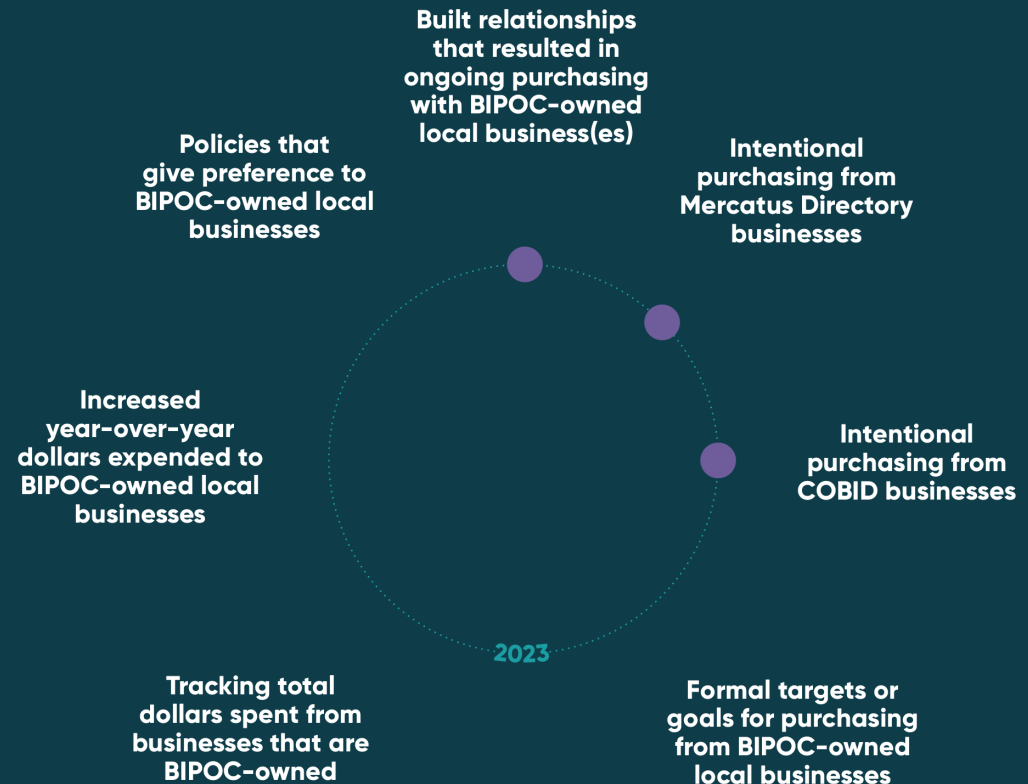 Built relationships
that resulted in
ongoing purchasing
with BIPOC-owned
local business(es)
Policies that
give preference to
BIPOC-owned local
businesses
Intentional
purchasing from
Mercatus Directory
businesses
Increased
year-over-year
dollars expended to
BIPOC-owned local
businesses
Intentional
purchasing from
COBID businesses
2023
Tracking total
dollars spent from
businesses that are
BIPOC-owned
Formal targets or
goals for purchasing
from BIPOC-owned
local businesses